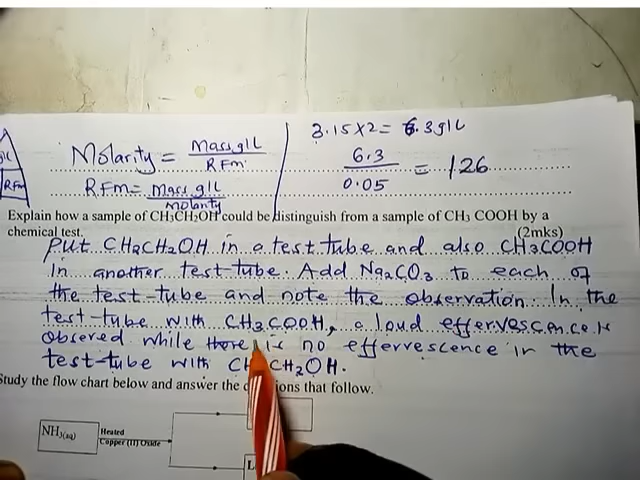 3.15 X 2 = 6.3 g/L
Molarity = Mass g/L / RFM
6.3 / 0.05 = 126
RFM
RFM = Mass g/L / Molarity
Explain how a sample of CH3CH2OH could be distinguish from a sample of CH3 COOH by a
chemical test. (2mks)
Put CH3CH2OH in a test tube and also CH3COOH
in another test-tube. Add Na2CO3 to each of
the test-tube and note the observation. In the
test-tube with CH3COOH, a loud effervescence is
observed while there is no effervescence in the
test-tube with CH CH2OH.
Study the flow chart below and answer the questions that follow.
NH3(aq)
Heated
Copper (II) Oxide